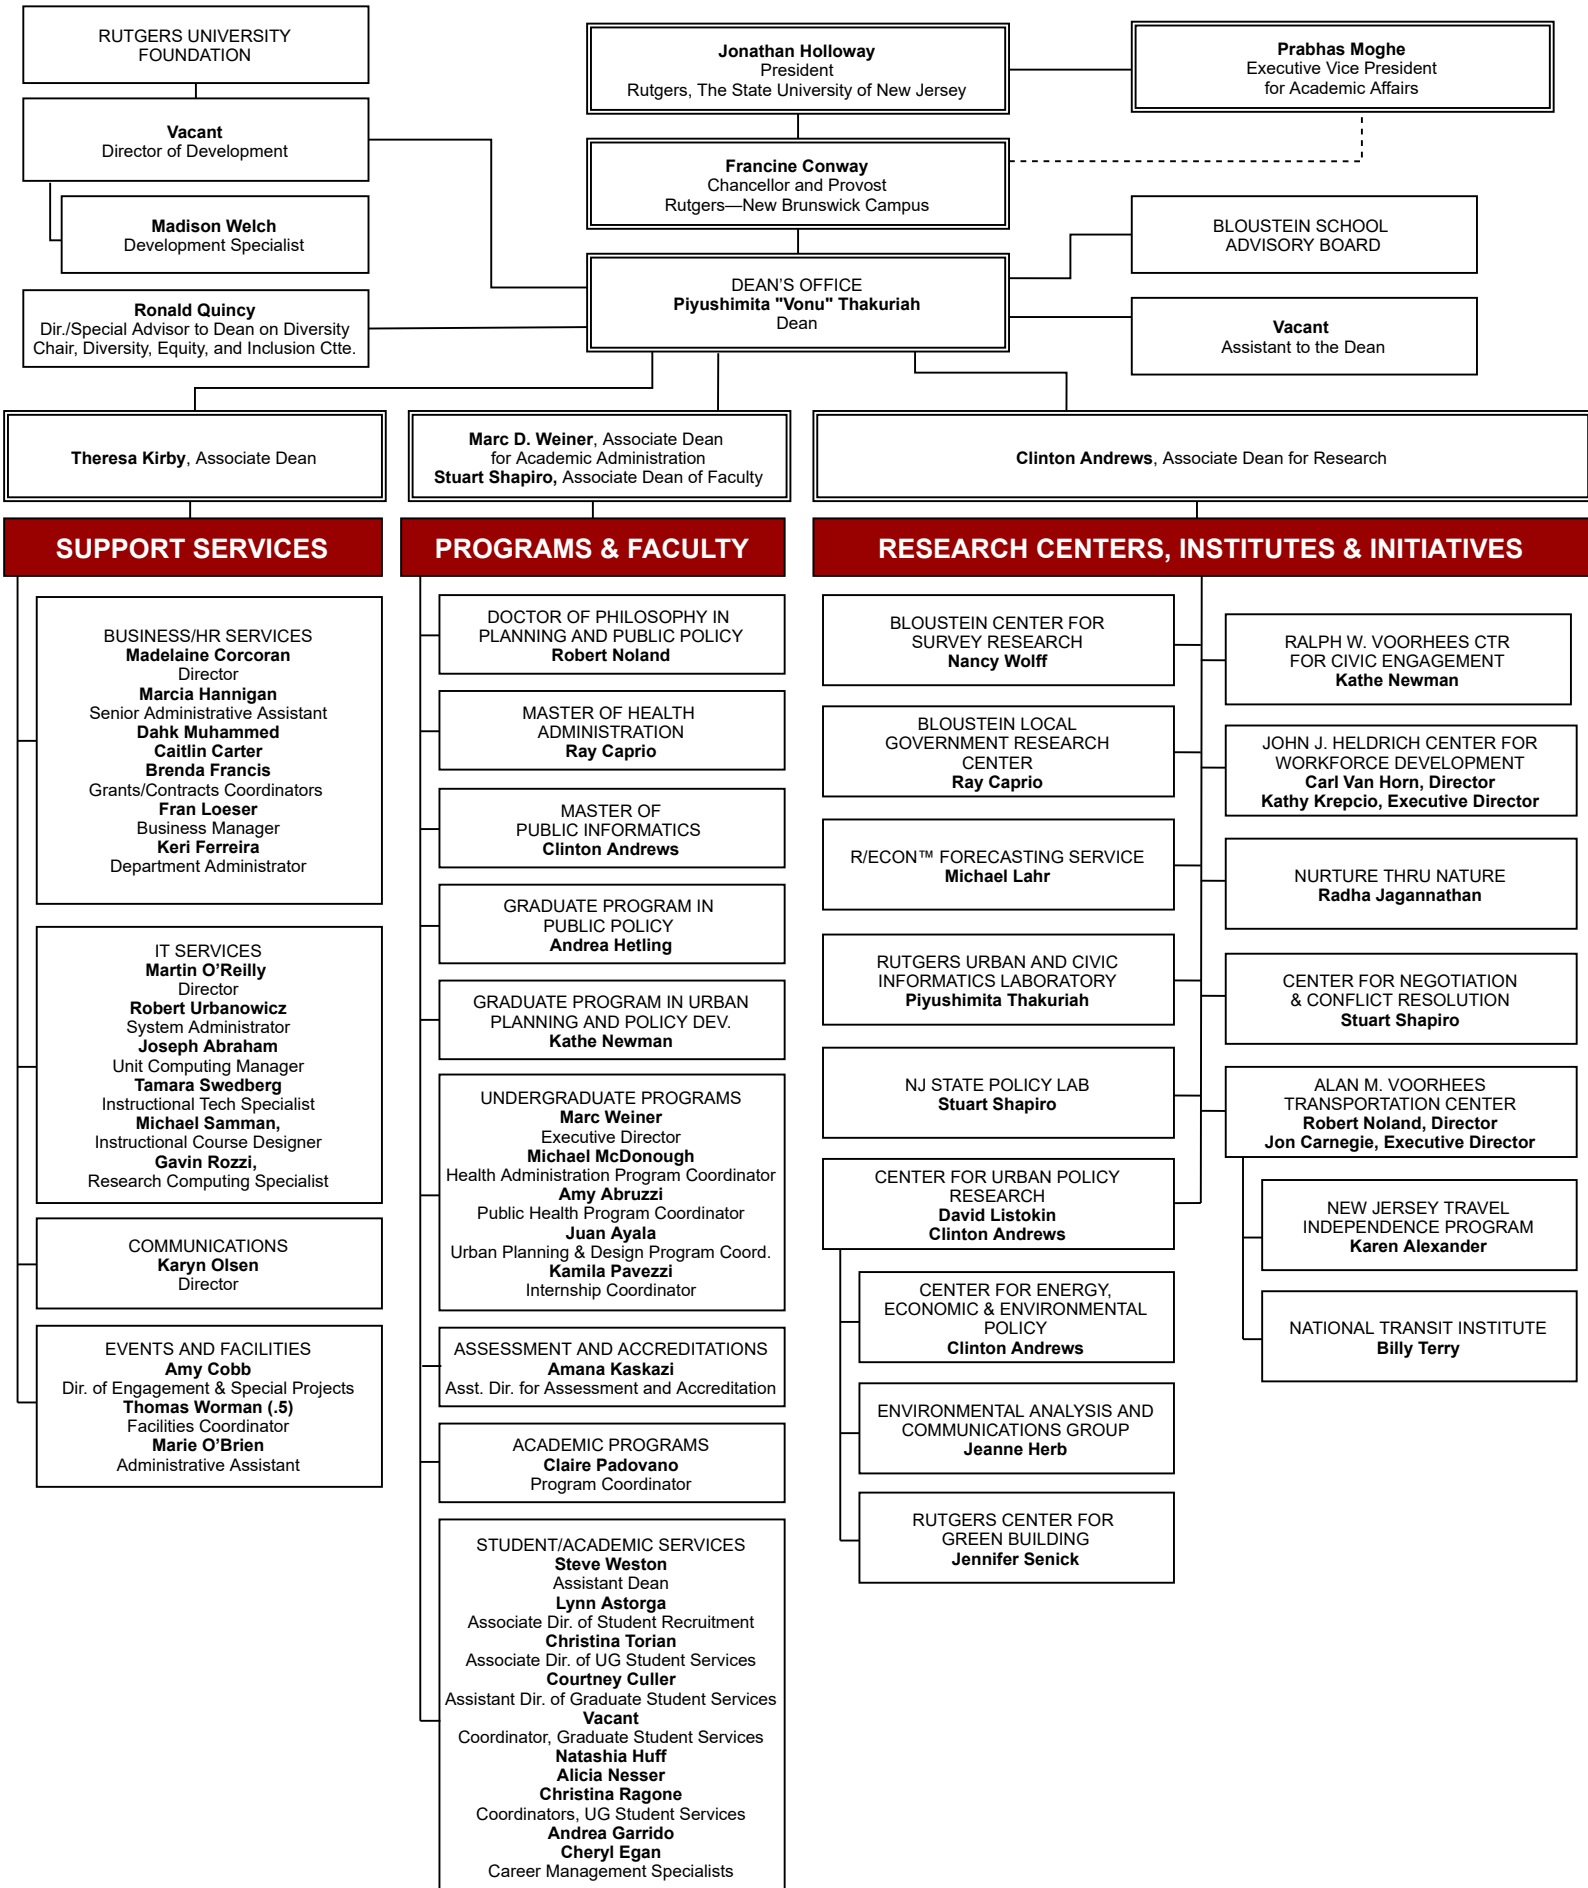 RUTGERS UNIVERSITY
FOUNDATION
Vacant
Director of Development
Madison Welch
Development Specialist
Ronald Quincy
Dir./Special Advisor to Dean on Diversity
Chair, Diversity, Equity, and Inclusion Ctte.
Jonathan Holloway
President
Rutgers, The State University of New Jersey
Prabhas Moghe
Executive Vice President
for Academic Affairs
Francine Conway
Chancellor and Provost
Rutgers—New Brunswick Campus
DEAN'S OFFICE
Piyushimita "Vonu" Thakuriah
Dean
BLOUSTEIN SCHOOL
ADVISORY BOARD
Vacant
Assistant to the Dean
Theresa Kirby, Associate Dean
Marc D. Weiner, Associate Dean
for Academic Administration
Stuart Shapiro, Associate Dean of Faculty
Clinton Andrews, Associate Dean for Research
SUPPORT SERVICES
BUSINESS/HR SERVICES
Madelaine Corcoran
Director
Marcia Hannigan
Senior Administrative Assistant
Dahk Muhammed
Caitlin Carter
Brenda Francis
Grants/Contracts Coordinators
Fran Loeser
Business Manager
Keri Ferreira
Department Administrator
IT SERVICES
Martin O'Reilly
Director
Robert Urbanowicz
System Administrator
Joseph Abraham
Unit Computing Manager
Tamara Swedberg
Instructional Tech Specialist
Michael Samman,
Instructional Course Designer
Gavin Rozzi,
Research Computing Specialist
COMMUNICATIONS
Karyn Olsen
Director
EVENTS AND FACILITIES
Amy Cobb
Dir. of Engagement & Special Projects
Thomas Worman (.5)
Facilities Coordinator
Marie O'Brien
Administrative Assistant
PROGRAMS & FACULTY
DOCTOR OF PHILOSOPHY IN
PLANNING AND PUBLIC POLICY
Robert Noland
MASTER OF HEALTH
ADMINISTRATION
Ray Caprio
MASTER OF
PUBLIC INFORMATICS
Clinton Andrews
GRADUATE PROGRAM IN
PUBLIC POLICY
Andrea Hetling
GRADUATE PROGRAM IN URBAN
PLANNING AND POLICY DEV.
Kathe Newman
UNDERGRADUATE PROGRAMS
Marc Weiner
Executive Director
Michael McDonough
Health Administration Program Coordinator
Amy Abruzzi
Public Health Program Coordinator
Juan Ayala
Urban Planning & Design Program Coord.
Kamila Pavezzi
Internship Coordinator
ASSESSMENT AND ACCREDITATIONS
Amana Kaskazi
Asst. Dir. for Assessment and Accreditation
ACADEMIC PROGRAMS
Claire Padovano
Program Coordinator
STUDENT/ACADEMIC SERVICES
Steve Weston
Assistant Dean
Lynn Astorga
Associate Dir. of Student Recruitment
Christina Torian
Associate Dir. of UG Student Services
Courtney Culler
Assistant Dir. of Graduate Student Services
Vacant
Coordinator, Graduate Student Services
Natashia Huff
Alicia Nesser
Christina Ragone
Coordinators, UG Student Services
Andrea Garrido
Cheryl Egan
Career Management Specialists
RESEARCH CENTERS, INSTITUTES & INITIATIVES
BLOUSTEIN CENTER FOR
SURVEY RESEARCH
Nancy Wolff
BLOUSTEIN LOCAL
GOVERNMENT RESEARCH
CENTER
Ray Caprio
R/ECON™ FORECASTING SERVICE
Michael Lahr
RUTGERS URBAN AND CIVIC
INFORMATICS LABORATORY
Piyushimita Thakuriah
NJ STATE POLICY LAB
Stuart Shapiro
CENTER FOR URBAN POLICY
RESEARCH
David Listokin
Clinton Andrews
CENTER FOR ENERGY,
ECONOMIC & ENVIRONMENTAL
POLICY
Clinton Andrews
ENVIRONMENTAL ANALYSIS AND
COMMUNICATIONS GROUP
Jeanne Herb
RUTGERS CENTER FOR
GREEN BUILDING
Jennifer Senick
RALPH W. VOORHEES CTR
FOR CIVIC ENGAGEMENT
Kathe Newman
JOHN J. HELDRICH CENTER FOR
WORKFORCE DEVELOPMENT
Carl Van Horn, Director
Kathy Krepcio, Executive Director
NURTURE THRU NATURE
Radha Jagannathan
CENTER FOR NEGOTIATION
& CONFLICT RESOLUTION
Stuart Shapiro
ALAN M. VOORHEES
TRANSPORTATION CENTER
Robert Noland, Director
Jon Carnegie, Executive Director
NEW JERSEY TRAVEL
INDEPENDENCE PROGRAM
Karen Alexander
NATIONAL TRANSIT INSTITUTE
Billy Terry